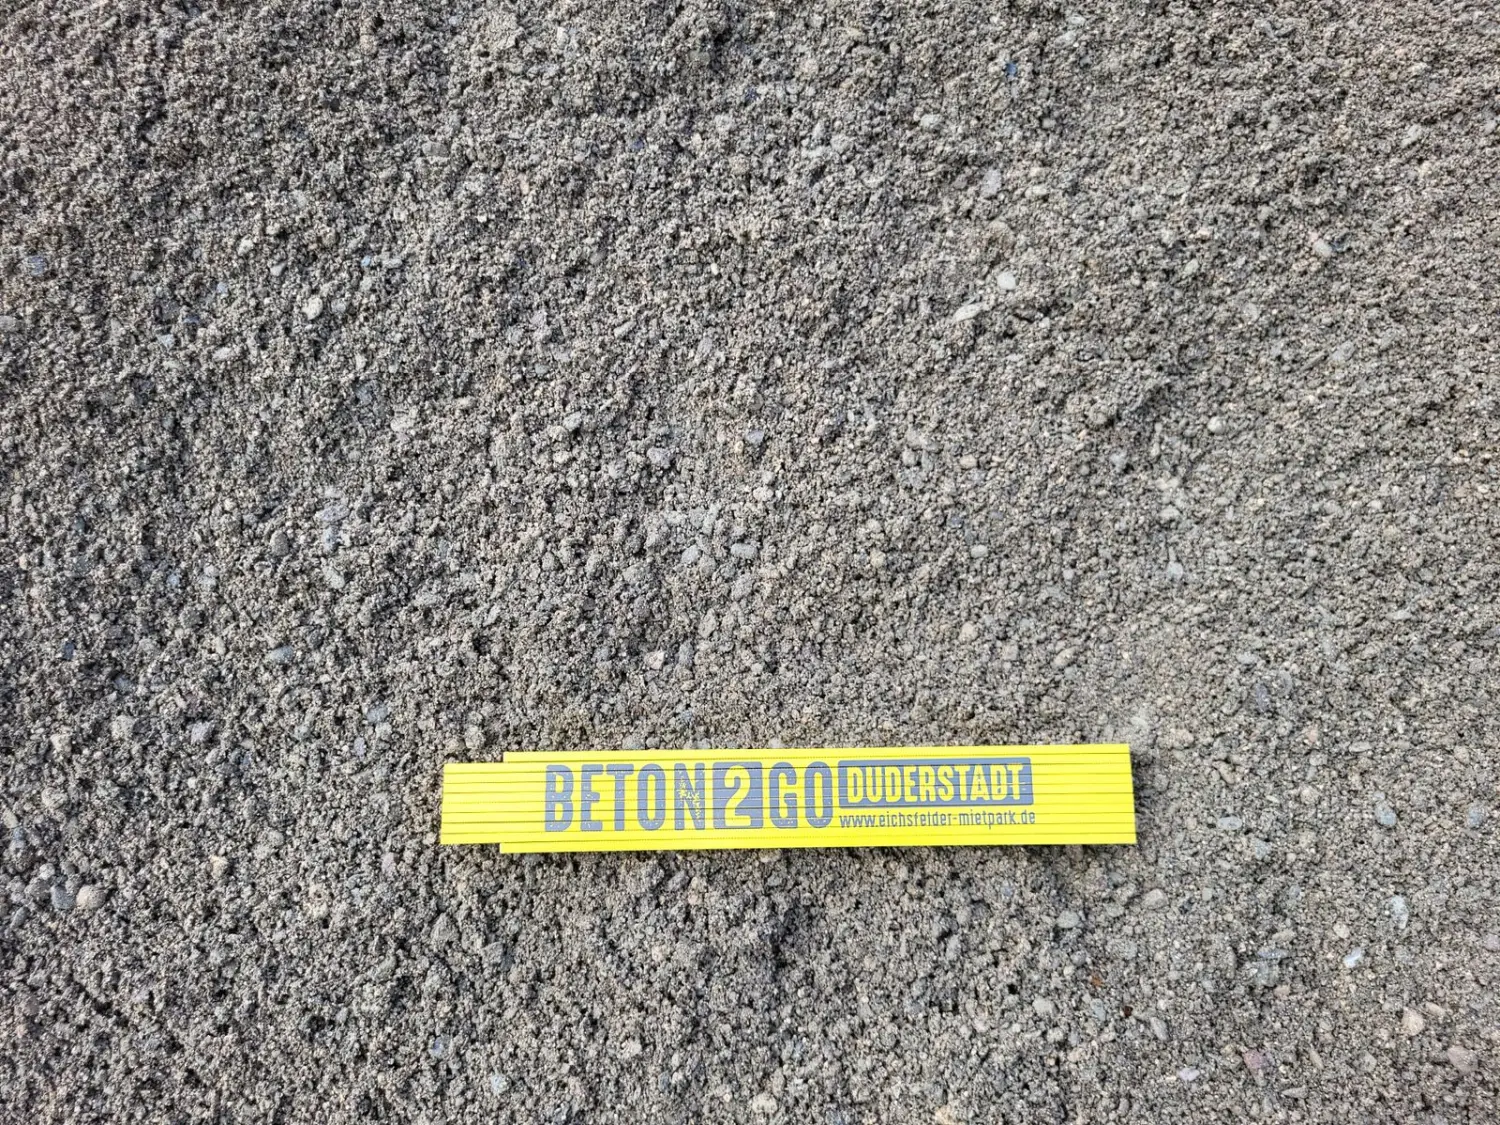 BETON2GO DUDERSTADT
www.eichsfelder-mietpark.de